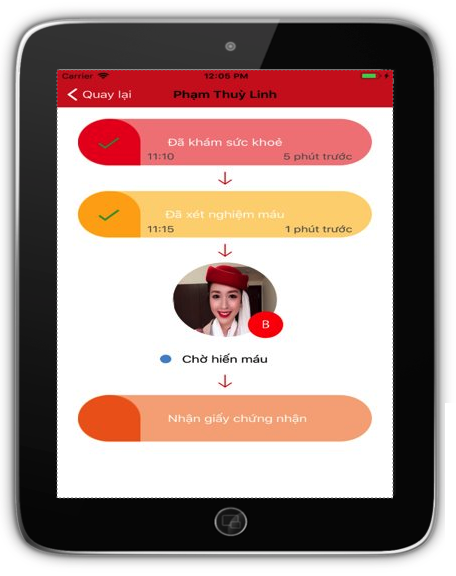 Carrier 12:05 PM
Quay lại Phạm Thuỳ Linh
Đã khám sức khoẻ
11:10 5 phút trước
Đã xét nghiệm máu
11:15 1 phút trước
B
Chờ hiến máu
Nhận giấy chứng nhận